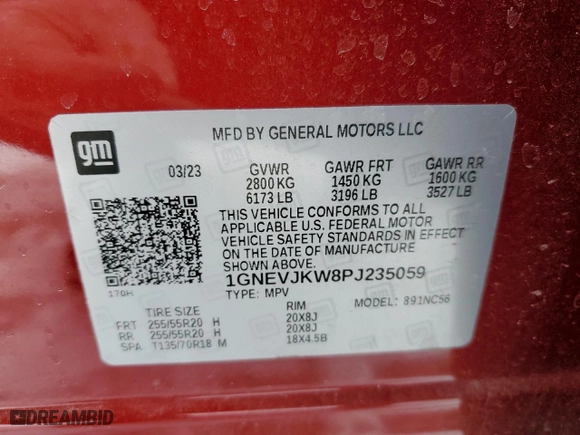 gm
MFD BY GENERAL MOTORS LLC
03/23 GVWR GAWR FRT GAWR RR
2800 KG 1450 KG 1600 KG
6173 LB 3196 LB 3527 LB
THIS VEHICLE CONFORMS TO ALL
APPLICABLE U.S. FEDERAL MOTOR
VEHICLE SAFETY STANDARDS IN EFFECT
ON THE DATE OF MANUFACTURE
SHOWN ABOVE.
170H 1GNEVJKW8PJ235059
TYPE: MPV MODEL: 891NC56
TIRE SIZE RIM
FRT 255/55R20 H 20X8J
RR 255/55R20 H 20X8J
SPA T135/70R18 M 18X4.5B
DREAMBID